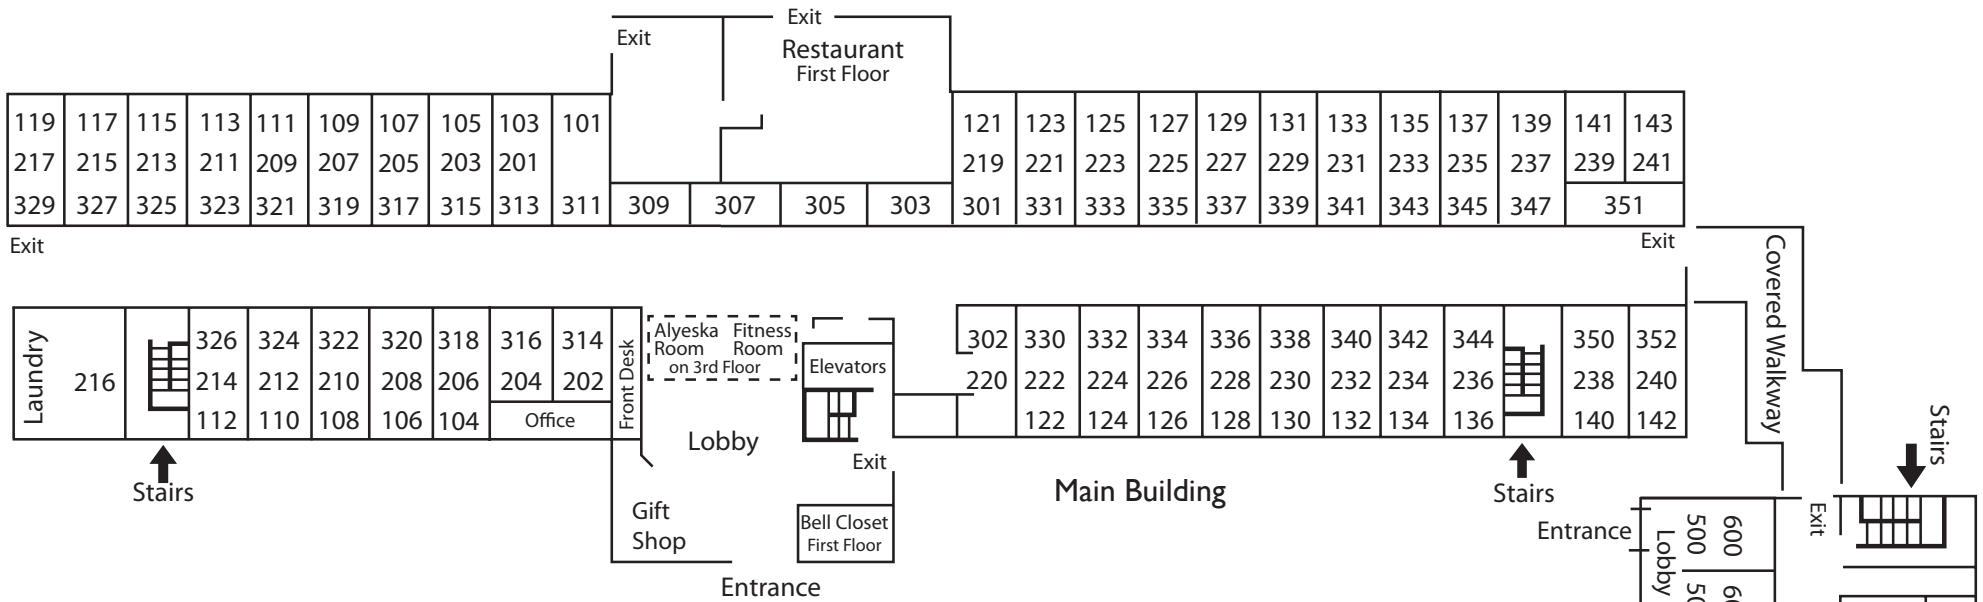 Exit
Exit
Restaurant
First Floor
119 117 115 113 111 109 107 105 103 101 121 123 125 127 129 131 133 135 137 139 141 143
217 215 213 211 209 207 205 203 201 219 221 223 225 227 229 231 233 235 237 239 241
329 327 325 323 321 319 317 315 313 311 309 307 305 303 301 331 333 335 337 339 341 343 345 347 351
Exit
Exit
Covered Walkway
Laundry
216
326 324 322 320 318 316 314
214 212 210 208 206 204 202
112 110 108 106 104 Office
Front Desk
Alyeska Room
Fitness Room
on 3rd Floor
Elevators
302 330 332 334 336 338 340 342 344 350 352
220 222 224 226 228 230 232 234 236 238 240
122 124 126 128 130 132 134 136 140 142
Lobby
Exit
Stairs
Main Building
Stairs
Stairs
Gift
Shop
Bell Closet
First Floor
Entrance
Entrance
Lobby
500 600
Exit